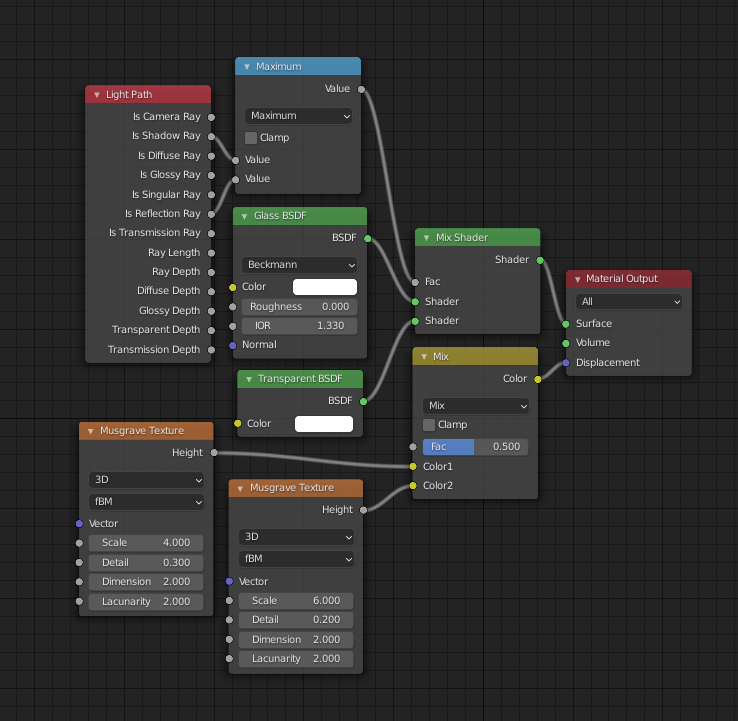 Light Path
Is Camera Ray
Is Shadow Ray
Is Diffuse Ray
Is Glossy Ray
Is Singular Ray
Is Reflection Ray
Is Transmission Ray
Ray Length
Ray Depth
Diffuse Depth
Glossy Depth
Transparent Depth
Transmission Depth
Maximum
Value
Maximum
Clamp
Value
Value
Glass BSDF
BSDF
Beckmann
Color
Roughness 0.000
IOR 1.330
Normal
Transparent BSDF
BSDF
Color
Mix Shader
Shader
Fac
Shader
Shader
Material Output
All
Surface
Volume
Displacement
Mix
Color
Mix
Clamp
Fac 0.500
Color1
Color2
Musgrave Texture
Height
3D
fBM
Vector
Scale 4.000
Detail 0.300
Dimension 2.000
Lacunarity 2.000
Musgrave Texture
Height
3D
fBM
Vector
Scale 6.000
Detail 0.200
Dimension 2.000
Lacunarity 2.000